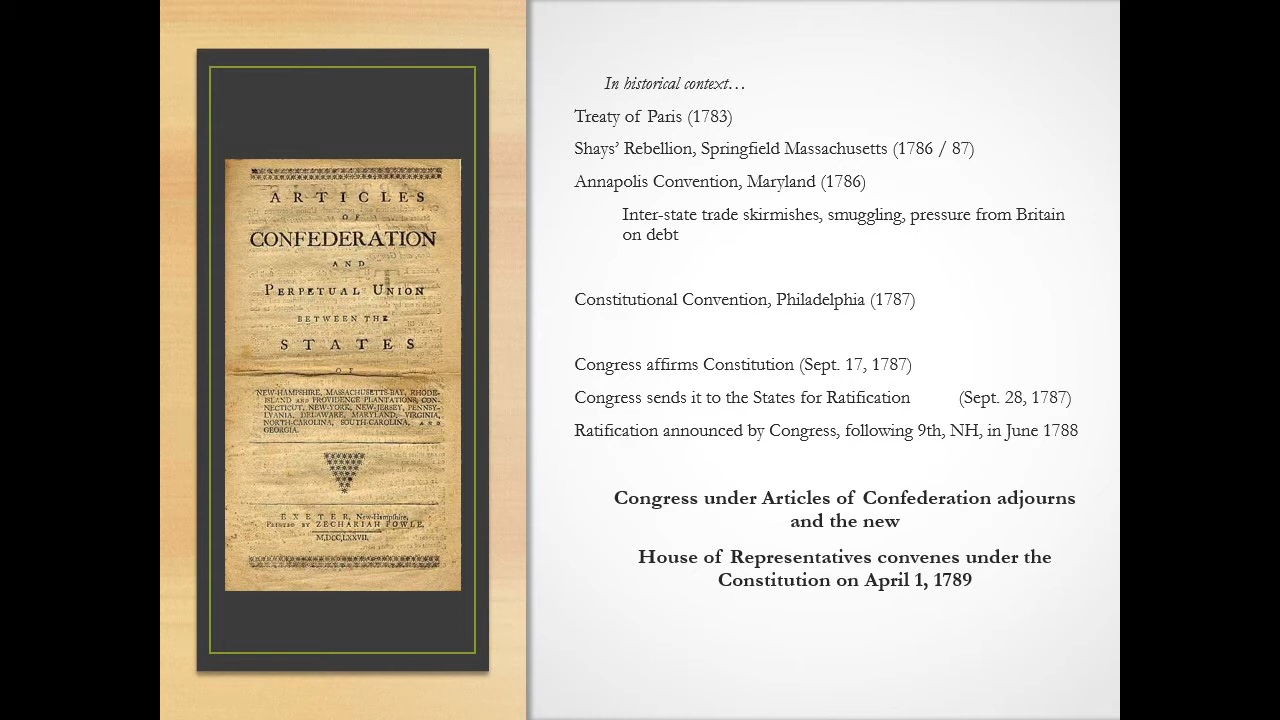 ARTICLES
OF
CONFEDERATION
AND
PERPETUAL UNION
BETWEEN THE
STATES
OF
NEW-HAMPSHIRE, MASSACHUSETTS-BAY, RHODE-
ISLAND AND PROVIDENCE PLANTATIONS, CON-
NECTICUT, NEW-YORK, NEW-JERSEY, PENNSY-
LVANIA, DELAWARE, MARYLAND, VIRGINIA,
NORTH-CAROLINA, SOUTH-CAROLINA, AND
GEORGIA.
EXETER, New-Hampshire,
PRINTED BY ZECHARIAH FOWLE,
M,DCC,LXXVII.
In historical context…
Treaty of Paris (1783)
Shays’ Rebellion, Springfield Massachusetts (1786 / 87)
Annapolis Convention, Maryland (1786)
Inter-state trade skirmishes, smuggling, pressure from Britain
on debt
Constitutional Convention, Philadelphia (1787)
Congress affirms Constitution (Sept. 17, 1787)
Congress sends it to the States for Ratification (Sept. 28, 1787)
Ratification announced by Congress, following 9th, NH, in June 1788
Congress under Articles of Confederation adjourns
and the new
House of Representatives convenes under the
Constitution on April 1, 1789